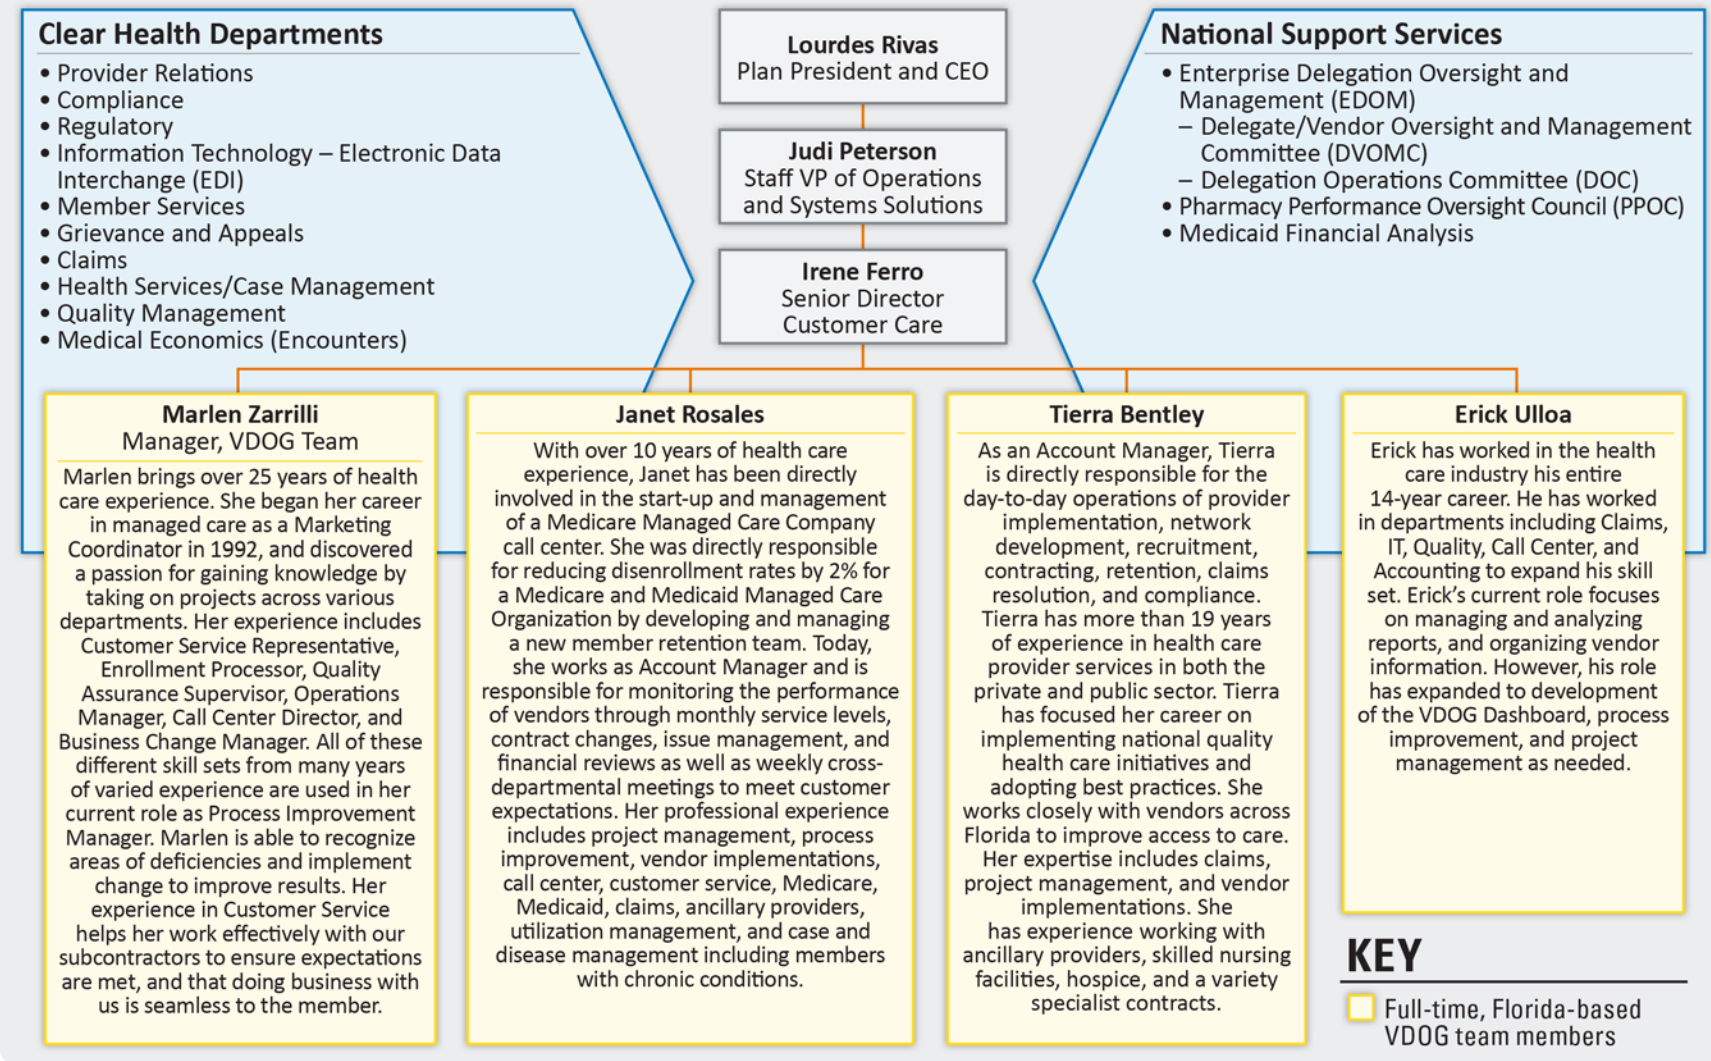 Clear Health Departments
• Provider Relations
• Compliance
• Regulatory
• Information Technology – Electronic Data
Interchange (EDI)
• Member Services
• Grievance and Appeals
• Claims
• Health Services/Case Management
• Quality Management
• Medical Economics (Encounters)
Lourdes Rivas
Plan President and CEO
Judi Peterson
Staff VP of Operations
and Systems Solutions
Irene Ferro
Senior Director
Customer Care
National Support Services
• Enterprise Delegation Oversight and
Management (EDOM)
– Delegate/Vendor Oversight and Management
Committee (DVOMC)
– Delegation Operations Committee (DOC)
• Pharmacy Performance Oversight Council (PPOC)
• Medicaid Financial Analysis
Marlen Zarrilli
Manager, VDOG Team
Marlen brings over 25 years of health
care experience. She began her career
in managed care as a Marketing
Coordinator in 1992, and discovered
a passion for gaining knowledge by
taking on projects across various
departments. Her experience includes
Customer Service Representative,
Enrollment Processor, Quality
Assurance Supervisor, Operations
Manager, Call Center Director, and
Business Change Manager. All of these
different skill sets from many years
of varied experience are used in her
current role as Process Improvement
Manager. Marlen is able to recognize
areas of deficiencies and implement
change to improve results. Her
experience in Customer Service
helps her work effectively with our
subcontractors to ensure expectations
are met, and that doing business with
us is seamless to the member.
Janet Rosales
With over 10 years of health care
experience, Janet has been directly
involved in the start-up and management
of a Medicare Managed Care Company
call center. She was directly responsible
for reducing disenrollment rates by 2% for
a Medicare and Medicaid Managed Care
Organization by developing and managing
a new member retention team. Today,
she works as Account Manager and is
responsible for monitoring the performance
of vendors through monthly service levels,
contract changes, issue management, and
financial reviews as well as weekly cross-
departmental meetings to meet customer
expectations. Her professional experience
includes project management, process
improvement, vendor implementations,
call center, customer service, Medicare,
Medicaid, claims, ancillary providers,
utilization management, and case and
disease management including members
with chronic conditions.
Tierra Bentley
As an Account Manager, Tierra
is directly responsible for the
day-to-day operations of provider
implementation, network
development, recruitment,
contracting, retention, claims
resolution, and compliance.
Tierra has more than 19 years
of experience in health care
provider services in both the
private and public sector. Tierra
has focused her career on
implementing national quality
health care initiatives and
adopting best practices. She
works closely with vendors across
Florida to improve access to care.
Her expertise includes claims,
project management, and vendor
implementations. She
has experience working with
ancillary providers, skilled nursing
facilities, hospice, and a variety
specialist contracts.
Erick Ulloa
Erick has worked in the health
care industry his entire
14-year career. He has worked
in departments including Claims,
IT, Quality, Call Center, and
Accounting to expand his skill
set. Erick's current role focuses
on managing and analyzing
reports, and organizing vendor
information. However, his role
has expanded to development
of the VDOG Dashboard, process
improvement, and project
management as needed.
KEY
Full-time, Florida-based
VDOG team members